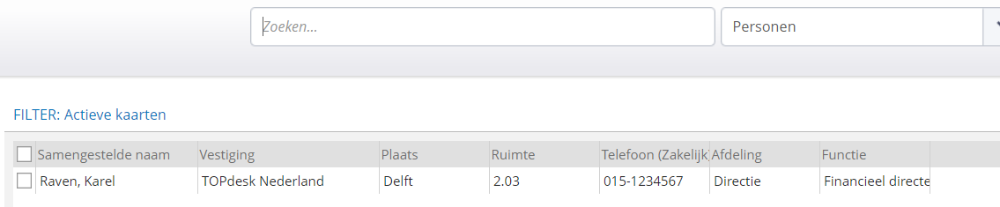 Zoeken... Personen
FILTER: Actieve kaarten
Samengestelde naam Vestiging Plaats Ruimte Telefoon (Zakelijk) Afdeling Functie
Raven, Karel TOPdesk Nederland Delft 2.03 015-1234567 Directie Financieel directe